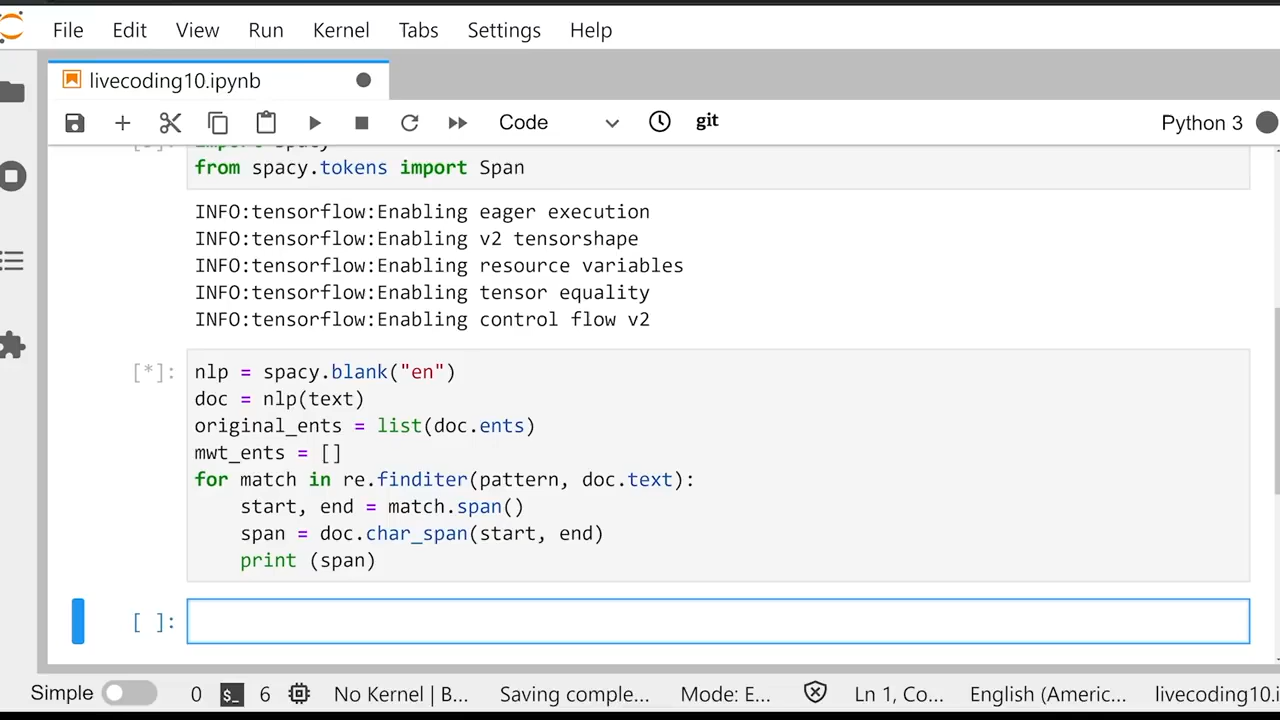 File Edit View Run Kernel Tabs Settings Help
livecoding10.ipynb
Code git Python 3
import spacy
from spacy.tokens import Span
INFO:tensorflow:Enabling eager execution
INFO:tensorflow:Enabling v2 tensorshape
INFO:tensorflow:Enabling resource variables
INFO:tensorflow:Enabling tensor equality
INFO:tensorflow:Enabling control flow v2
[*]: nlp = spacy.blank("en")
doc = nlp(text)
original_ents = list(doc.ents)
mwt_ents = []
for match in re.finditer(pattern, doc.text):
    start, end = match.span()
    span = doc.char_span(start, end)
    print (span)
[ ]:
Simple 0 $_ 6 No Kernel | B... Saving comple... Mode: E... Ln 1, Co... English (Americ... livecoding10.i